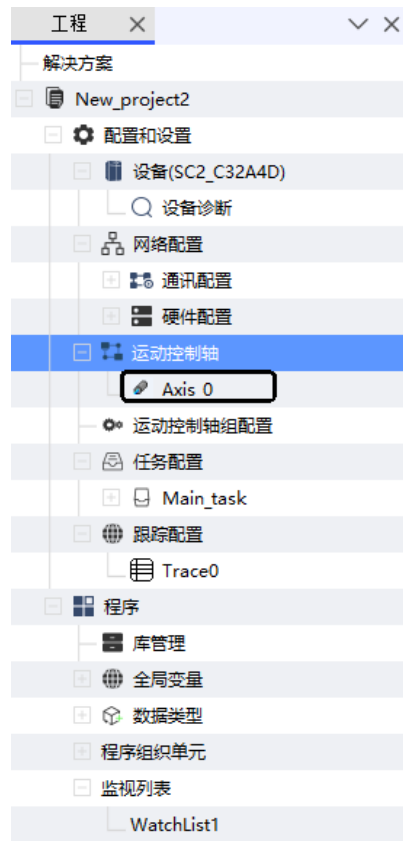 工程
解决方案
New_project2
配置和设置
设备(SC2_C32A4D)
设备诊断
网络配置
通讯配置
硬件配置
运动控制轴
Axis_0
运动控制轴组配置
任务配置
Main_task
跟踪配置
Trace0
程序
库管理
全局变量
数据类型
程序组织单元
监视列表
WatchList1